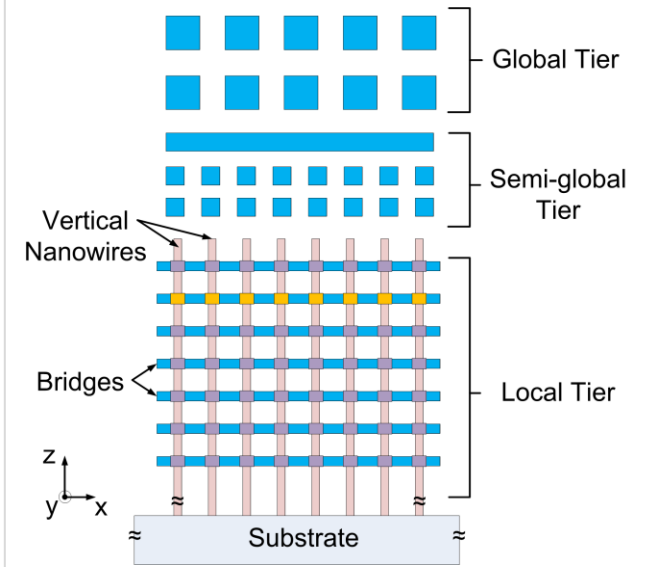 Global Tier
Semi-global
Tier
Vertical
Nanowires
Bridges
Local Tier
z
y
x
≈
≈
≈
Substrate
≈